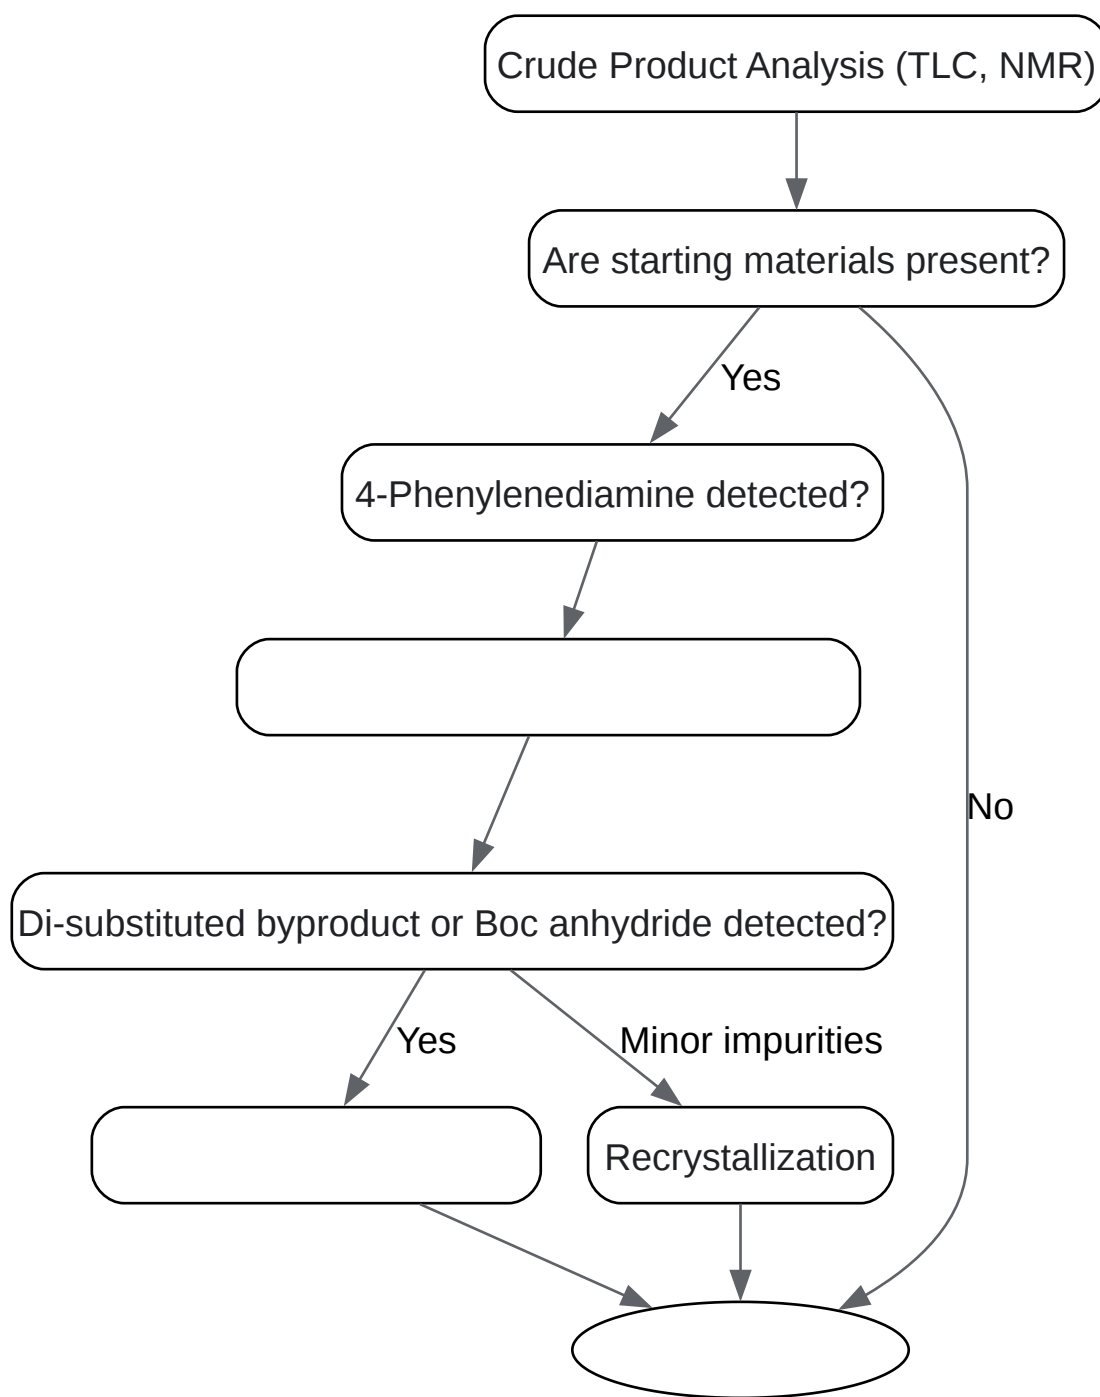 Crude Product Analysis (TLC, NMR)
Are starting materials present?
Yes
4-Phenylenediamine detected?
No
Di-substituted byproduct or Boc anhydride detected?
Yes
Minor impurities
Recrystallization